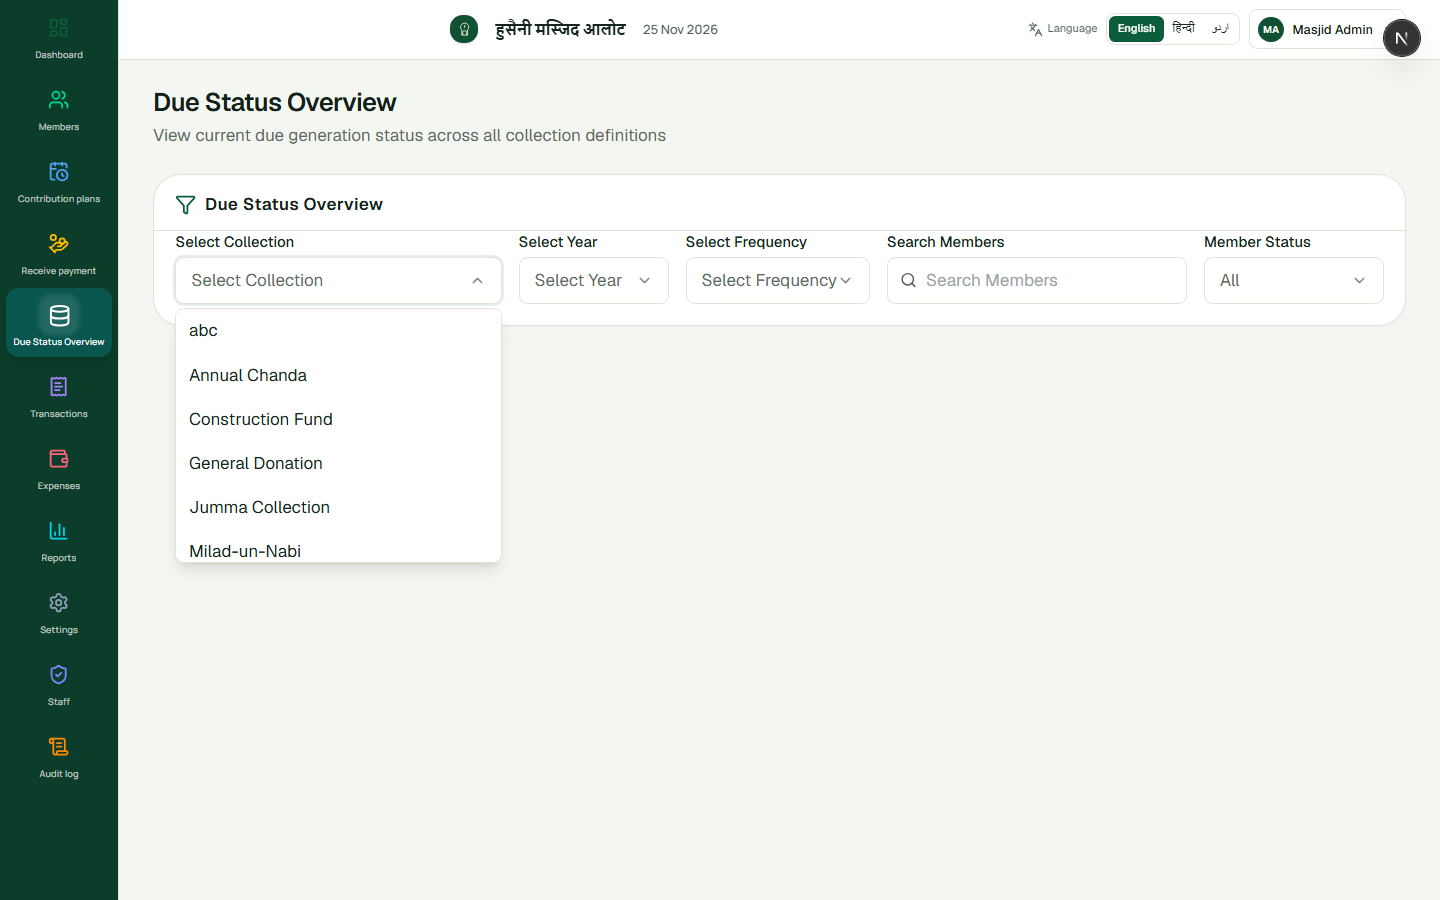 Dashboard
Members
Contribution plans
Receive payment
Due Status Overview
Transactions
Expenses
Reports
Settings
Staff
Audit log
हुसैनी मस्जिद आलोट 25 Nov 2026
Language English हिन्दी اردو
MA Masjid Admin N
Due Status Overview
View current due generation status across all collection definitions
Due Status Overview
Select Collection Select Year Select Frequency Search Members Member Status
Select Collection Select Year Select Frequency Search Members All
abc
Annual Chanda
Construction Fund
General Donation
Jumma Collection
Milad-un-Nabi